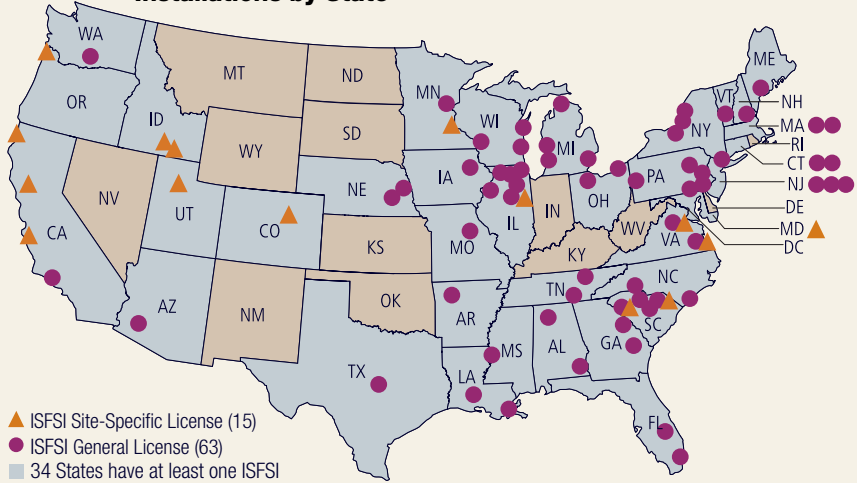 Installations by State
WA
MT
ND
MN
ME
VT
NH
OR
ID
SD
WI
MI
NY
MA
RI
CT
WY
IA
NE
PA
NJ
NV
UT
CO
IL
IN
OH
DE
MD
DC
CA
KS
MO
WV
VA
KY
AZ
NM
OK
AR
TN
NC
SC
TX
LA
MS
AL
GA
FL
ISFSI Site-Specific License (15)
ISFSI General License (63)
34 States have at least one ISFSI